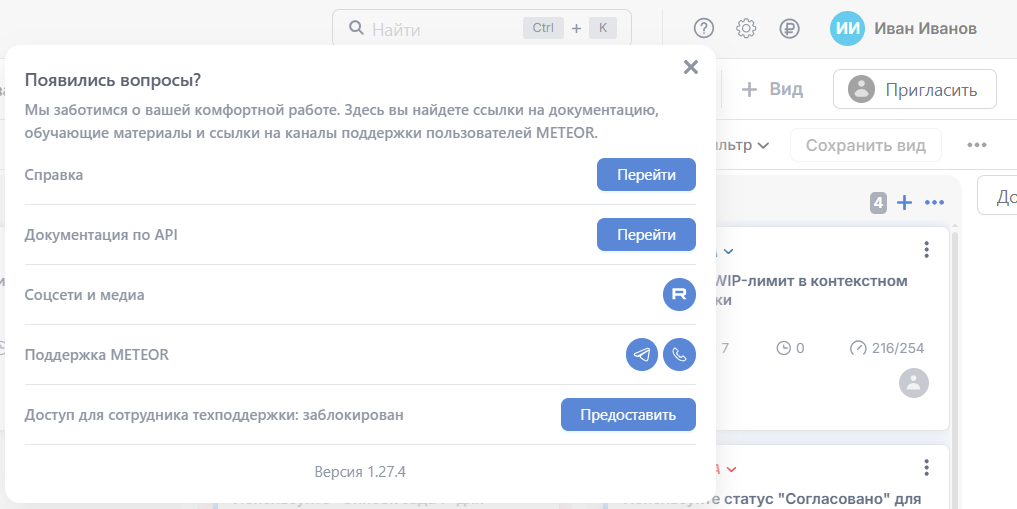 Найти
Ctrl + K
ИИ Иван Иванов
Появились вопросы?
Мы заботимся о вашей комфортной работе. Здесь вы найдете ссылки на документацию,
обучающие материалы и ссылки на каналы поддержки пользователей METEOR.
Вид
Пригласить
Сохранить вид
Справка
Перейти
4
Документация по API
Перейти
WIP-лимит в контекстном
Соцсети и медиа
Поддержка METEOR
7
0
216/254
Доступ для сотрудника техподдержки: заблокирован
Предоставить
Версия 1.27.4
статус "Согласовано" для